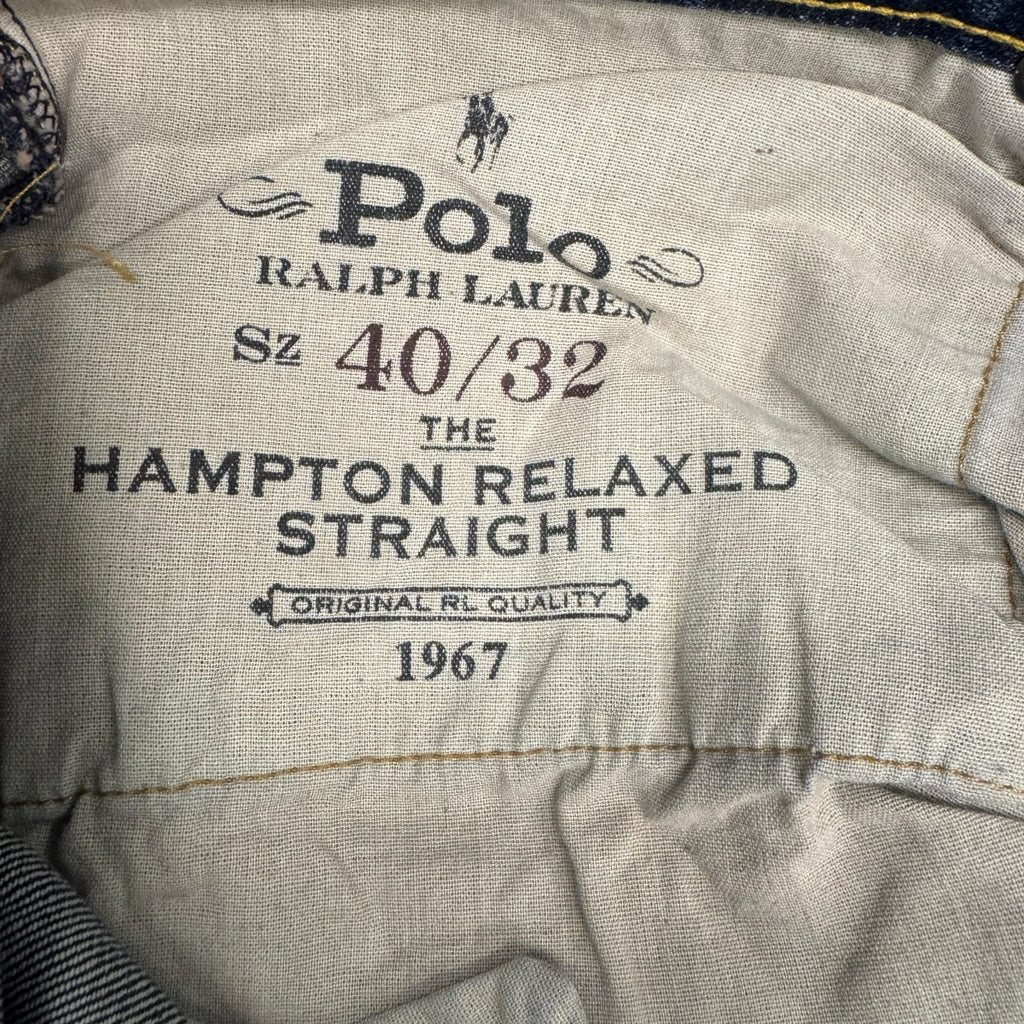 Polo
RALPH LAUREN
Sz 40/32
THE
HAMPTON RELAXED
STRAIGHT
ORIGINAL RL QUALITY
1967